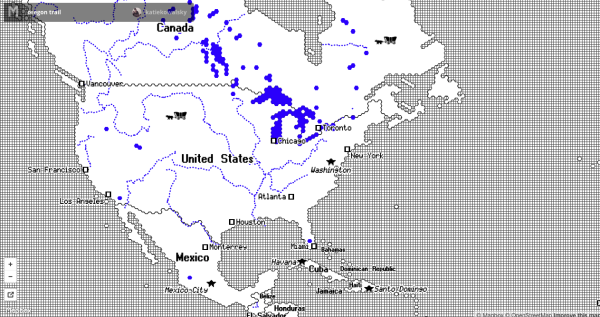 M oregon trail
Canada
Vancouver
Toronto
Chicago
New York
United States
San Francisco
Washington
Los Angeles
Atlanta
Houston
Monterrey
Miami
Bahamas
Mexico
Havana
Cuba
Dominican Republic
Haiti
Mexico City
Jamaica
Santo Domingo
Belize
Honduras
El Salvador
+
-
© Mapbox © OpenStreetMap Improve this map